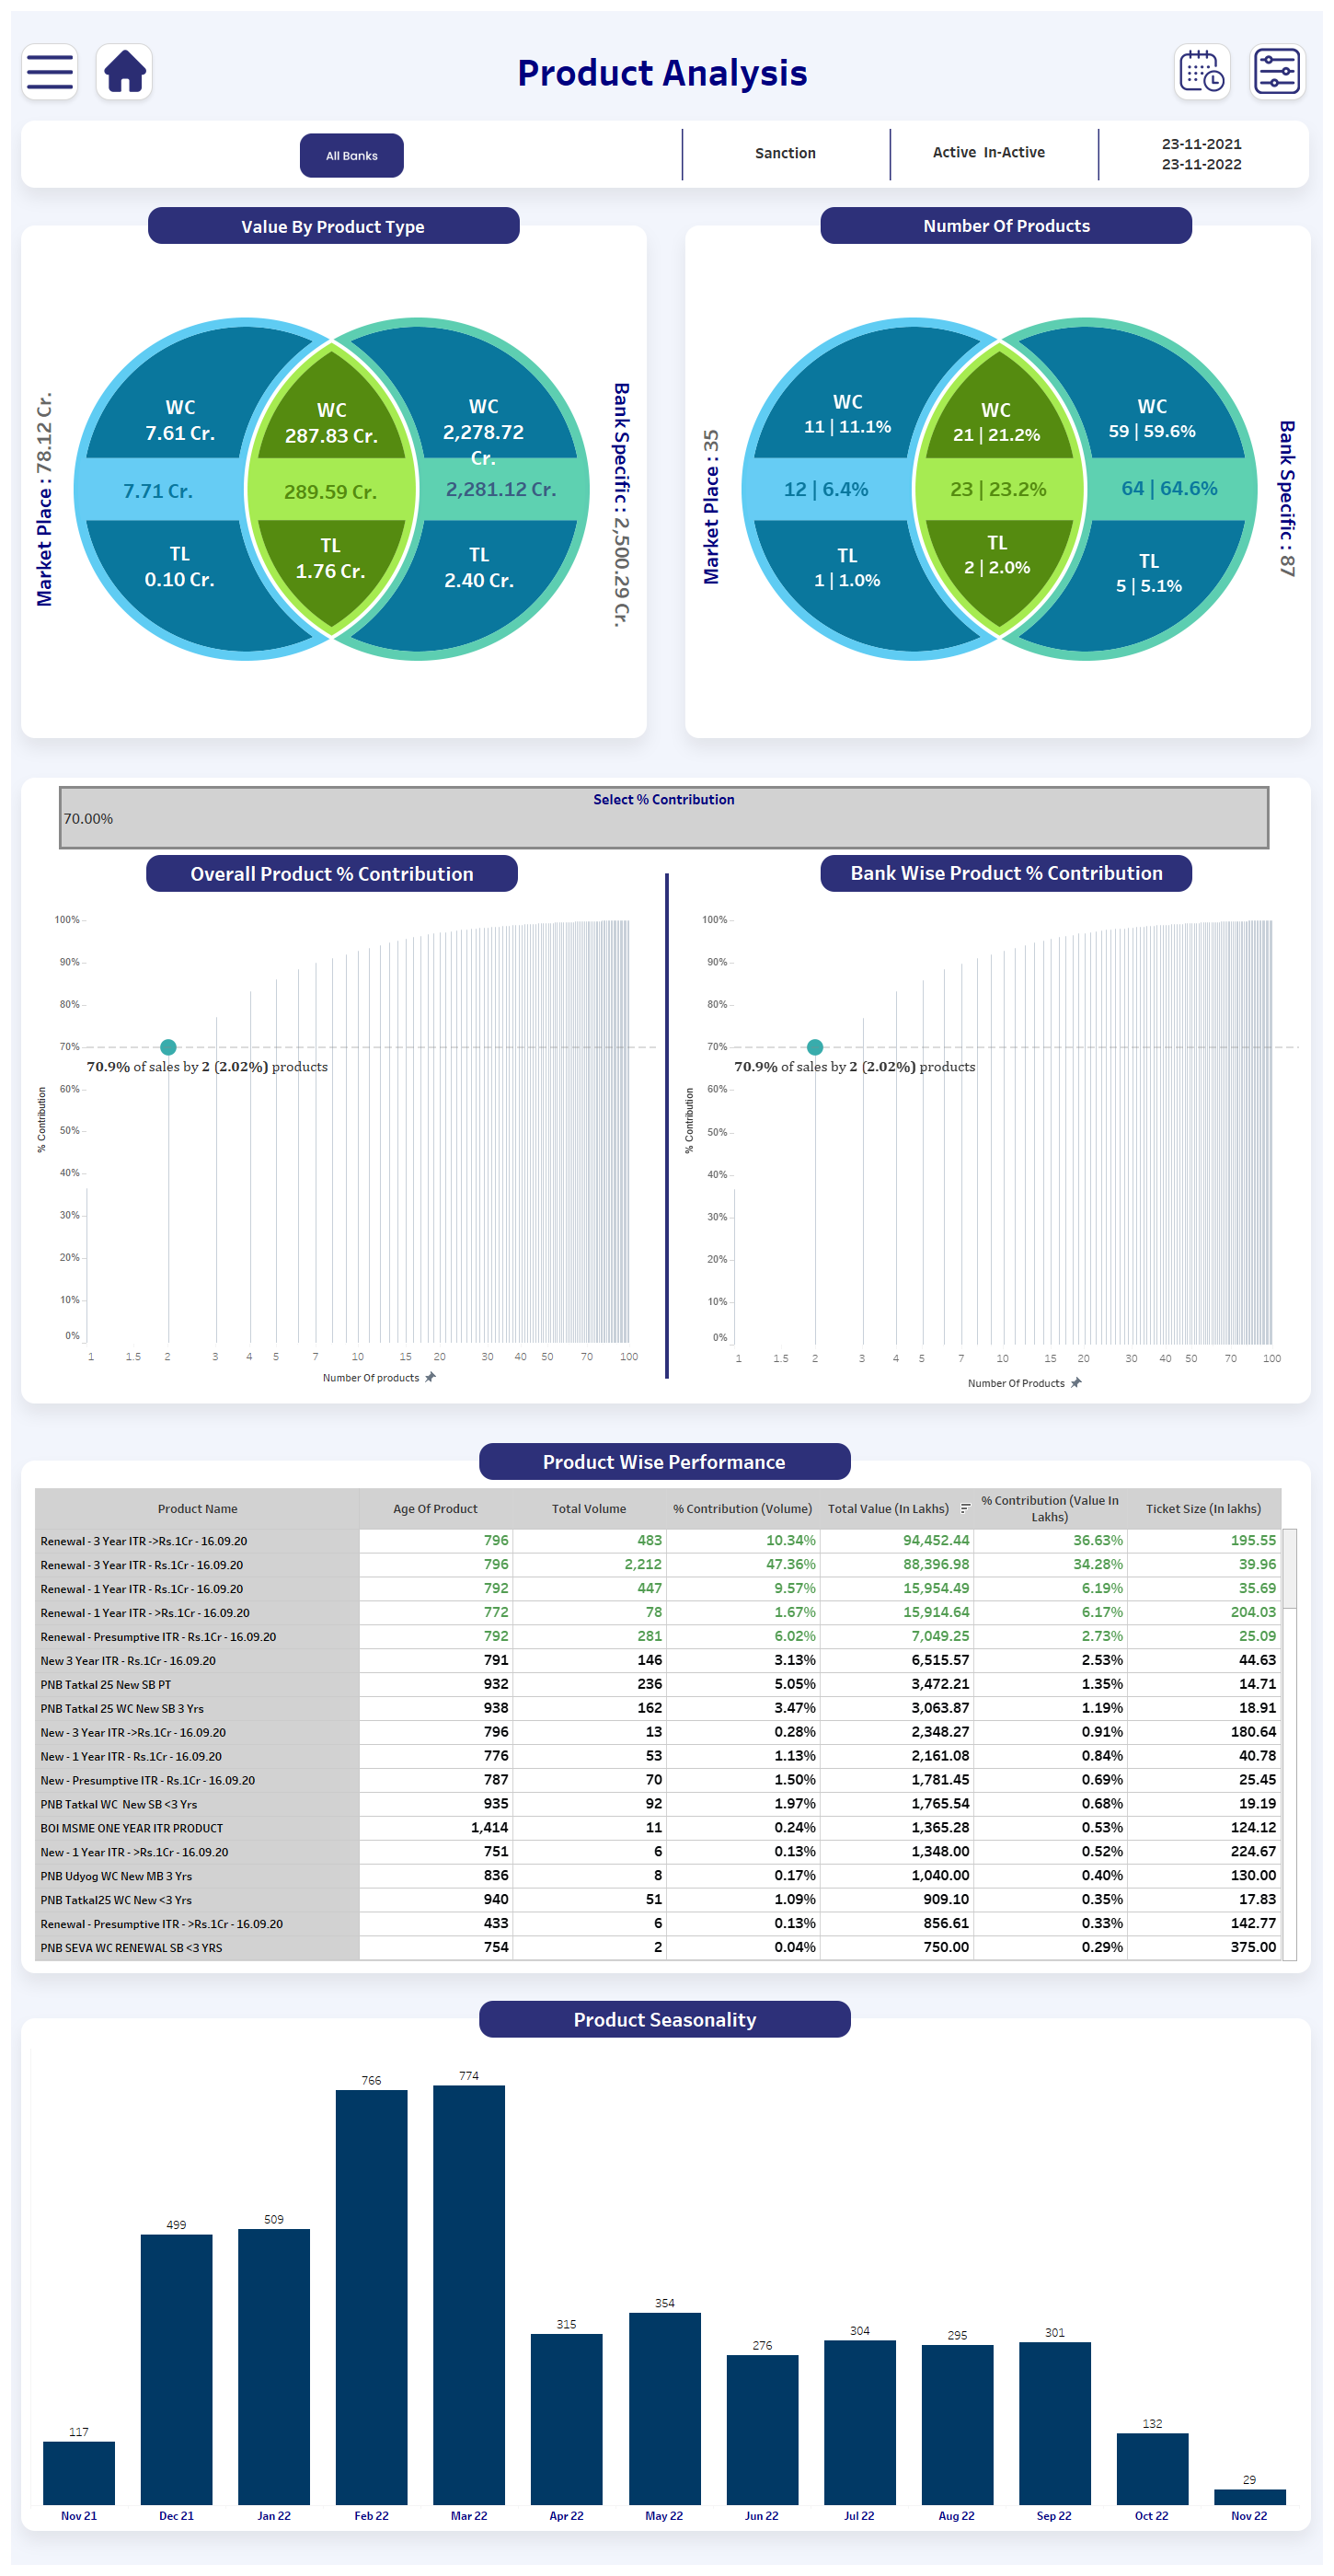 Product Analysis
All Banks
Sanction
Active  In-Active
23-11-2021
23-11-2022
Value By Product Type
Market Place : 78.12 Cr.
WC
7.61 Cr.
7.71 Cr.
TL
0.10 Cr.
WC
287.83 Cr.
289.59 Cr.
TL
1.76 Cr.
WC
2,278.72
Cr.
2,281.12 Cr.
TL
2.40 Cr.
Bank Specific : 2,500.29 Cr.
Number Of Products
Market Place : 35
WC
11 | 11.1%
12 | 6.4%
TL
1 | 1.0%
WC
21 | 21.2%
23 | 23.2%
TL
2 | 2.0%
WC
59 | 59.6%
64 | 64.6%
TL
5 | 5.1%
Bank Specific : 87
Select % Contribution
70.00%
Overall Product % Contribution
100%
90%
80%
70%
70.9% of sales by 2 (2.02%) products
60%
50%
40%
30%
20%
10%
0%
% Contribution
1 1.5 2 3 4 5 7 10 15 20 30 40 50 70 100
Number Of products
Bank Wise Product % Contribution
100%
90%
80%
70%
70.9% of sales by 2 (2.02%) products
60%
50%
40%
30%
20%
10%
0%
% Contribution
1 1.5 2 3 4 5 7 10 15 20 30 40 50 70 100
Number Of Products
Product Wise Performance
Product Name Age Of Product Total Volume % Contribution (Volume) Total Value (In Lakhs) % Contribution (Value In Lakhs) Ticket Size (In lakhs)
Renewal - 3 Year ITR ->Rs.1Cr - 16.09.20 796 483 10.34% 94,452.44 36.63% 195.55
Renewal - 3 Year ITR - Rs.1Cr - 16.09.20 796 2,212 47.36% 88,396.98 34.28% 39.96
Renewal - 1 Year ITR - Rs.1Cr - 16.09.20 792 447 9.57% 15,954.49 6.19% 35.69
Renewal - 1 Year ITR - >Rs.1Cr - 16.09.20 772 78 1.67% 15,914.64 6.17% 204.03
Renewal - Presumptive ITR - Rs.1Cr - 16.09.20 792 281 6.02% 7,049.25 2.73% 25.09
New 3 Year ITR - Rs.1Cr - 16.09.20 791 146 3.13% 6,515.57 2.53% 44.63
PNB Tatkal 25 New SB PT 932 236 5.05% 3,472.21 1.35% 14.71
PNB Tatkal 25 WC New SB 3 Yrs 938 162 3.47% 3,063.87 1.19% 18.91
New - 3 Year ITR ->Rs.1Cr - 16.09.20 796 13 0.28% 2,348.27 0.91% 180.64
New - 1 Year ITR - Rs.1Cr - 16.09.20 776 53 1.13% 2,161.08 0.84% 40.78
New - Presumptive ITR - Rs.1Cr - 16.09.20 787 70 1.50% 1,781.45 0.69% 25.45
PNB Tatkal WC  New SB <3 Yrs 935 92 1.97% 1,765.54 0.68% 19.19
BOI MSME ONE YEAR ITR PRODUCT 1,414 11 0.24% 1,365.28 0.53% 124.12
New - 1 Year ITR - >Rs.1Cr - 16.09.20 751 6 0.13% 1,348.00 0.52% 224.67
PNB Udyog WC New MB 3 Yrs 836 8 0.17% 1,040.00 0.40% 130.00
PNB Tatkal25 WC New <3 Yrs 940 51 1.09% 909.10 0.35% 17.83
Renewal - Presumptive ITR - >Rs.1Cr - 16.09.20 433 6 0.13% 856.61 0.33% 142.77
PNB SEVA WC RENEWAL SB <3 YRS 754 2 0.04% 750.00 0.29% 375.00
Product Seasonality
117 499 509 766 774 315 354 276 304 295 301 132 29
Nov 21 Dec 21 Jan 22 Feb 22 Mar 22 Apr 22 May 22 Jun 22 Jul 22 Aug 22 Sep 22 Oct 22 Nov 22